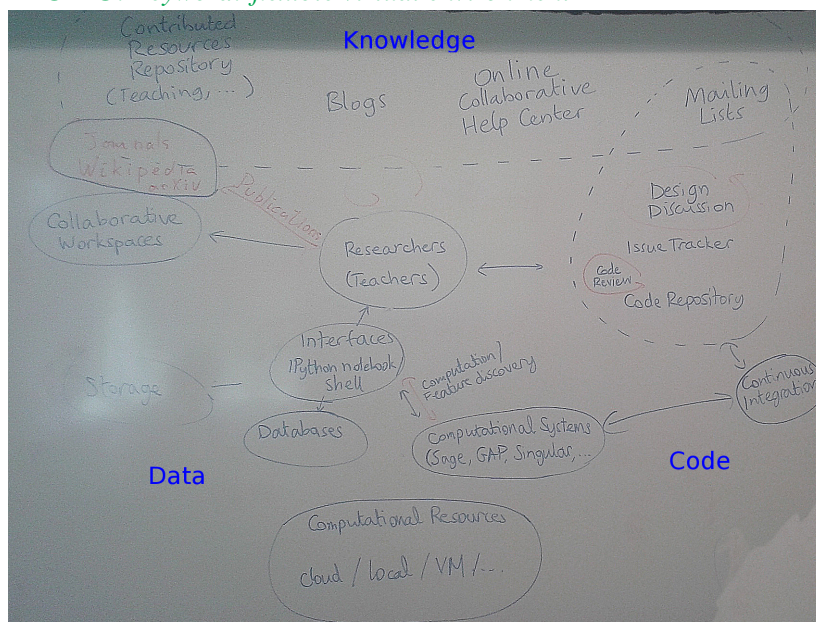 Knowledge
Contributed
Resources
Repository
(Teaching, ...)
Blogs
Online
Collaborative
Help Center
Mailing
Lists
Journals
Wikipedia
arXiv
Publications
Collaborative
Workspaces
Researchers
(Teachers)
Design
Discussion
Issue Tracker
Code
Review
Code Repository
Interfaces
IPython notebook
shell
Computation/
Feature discovery
Storage
Databases
Computational Systems
(Sage, GAP, Singular, ...
Continuous
Integration
Data
Code
Computational Resources
cloud / local / VM / ...